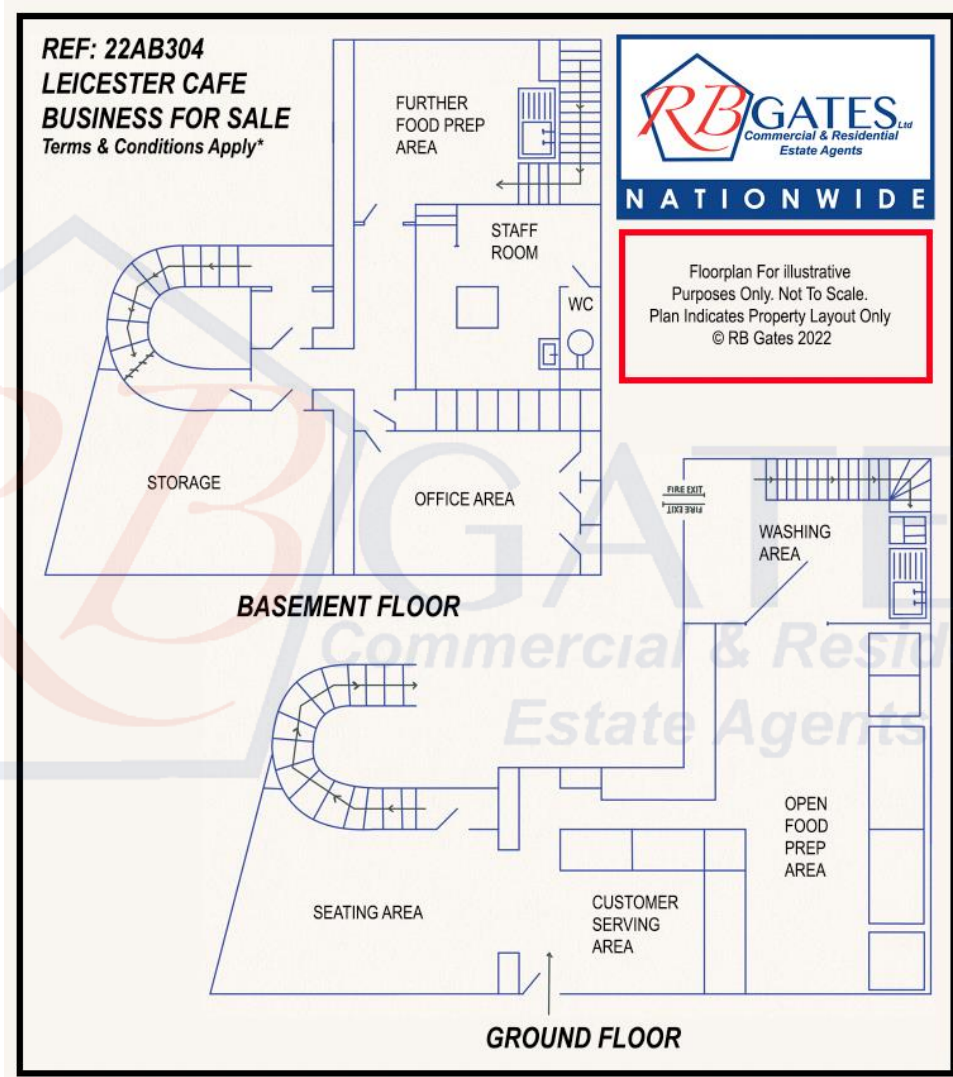 REF: 22AB304
LEICESTER CAFE
BUSINESS FOR SALE
Terms & Conditions Apply*
RB GATES Ltd
Commercial & Residential
Estate Agents
NATIONWIDE
Floorplan For illustrative
Purposes Only. Not To Scale.
Plan Indicates Property Layout Only
© RB Gates 2022
FURTHER
FOOD PREP
AREA
STAFF
ROOM
WC
STORAGE
OFFICE AREA
BASEMENT FLOOR
FIRE EXIT
FIRE EXIT
WASHING
AREA
OPEN
FOOD
PREP
AREA
SEATING AREA
CUSTOMER
SERVING
AREA
GROUND FLOOR
RB GATE
Commercial & Resid
Estate Agents